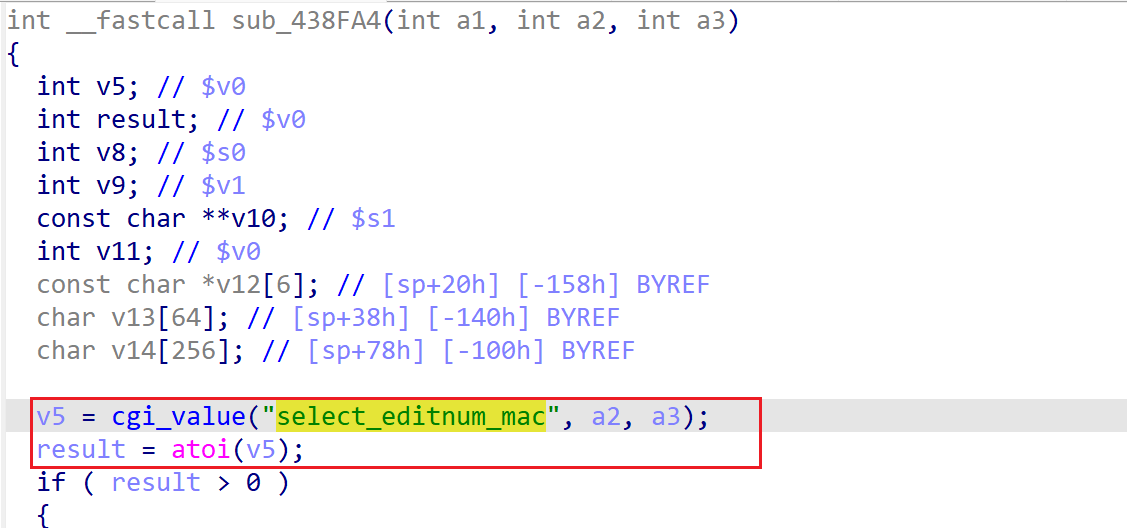 int __fastcall sub_438FA4(int a1, int a2, int a3)
{
  int v5; // $v0
  int result; // $v0
  int v8; // $s0
  int v9; // $v1
  const char **v10; // $s1
  int v11; // $v0
  const char *v12[6]; // [sp+20h] [-158h] BYREF
  char v13[64]; // [sp+38h] [-140h] BYREF
  char v14[256]; // [sp+78h] [-100h] BYREF
  v5 = cgi_value("select_editnum_mac", a2, a3);
  result = atoi(v5);
  if ( result > 0 )
  {